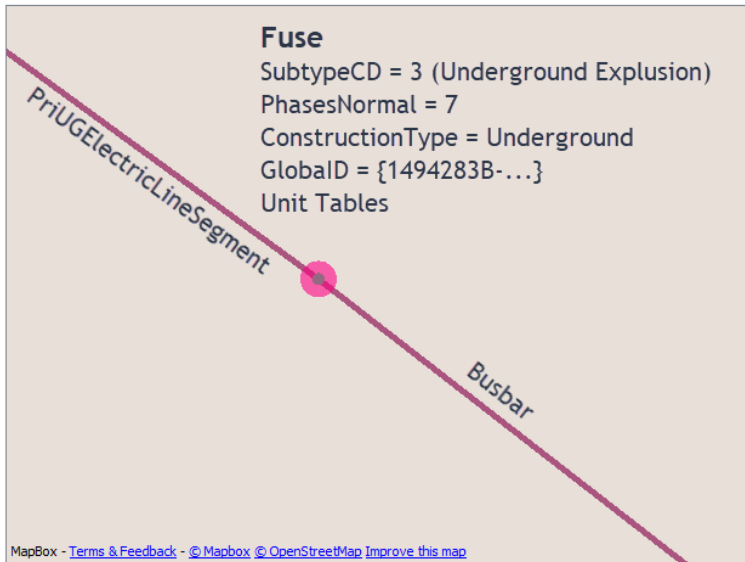 Fuse
SubtypeCD = 3 (Underground Explusion)
PhasesNormal = 7
ConstructionType = Underground
GlobaID = {1494283B-...}
Unit Tables
PriUGElectricLineSegment
Busbar
MapBox - Terms & Feedback - © Mapbox © OpenStreetMap Improve this map